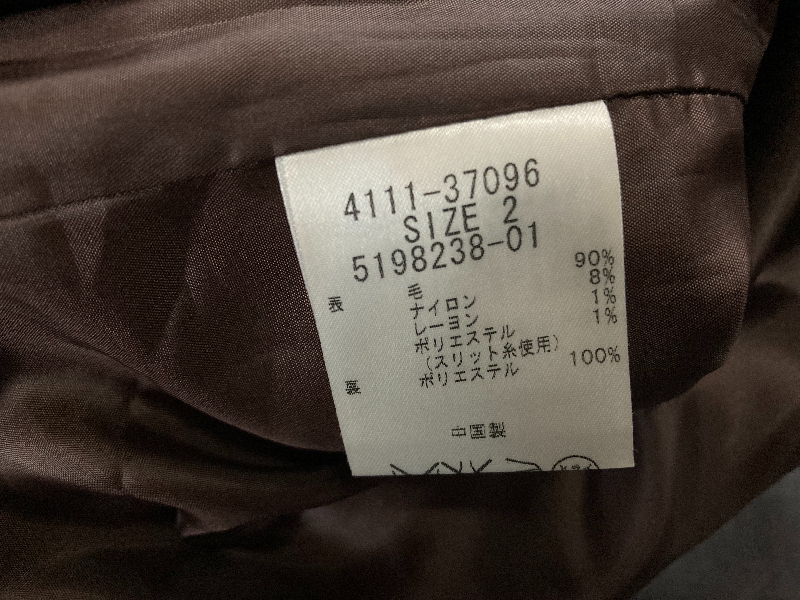 4111-37096
SIZE 2
5198238-01
表 毛 90%
ナイロン 8%
レーヨン 1%
ポリエステル 1%
(スリット糸使用)
裏 ポリエステル 100%
中国製